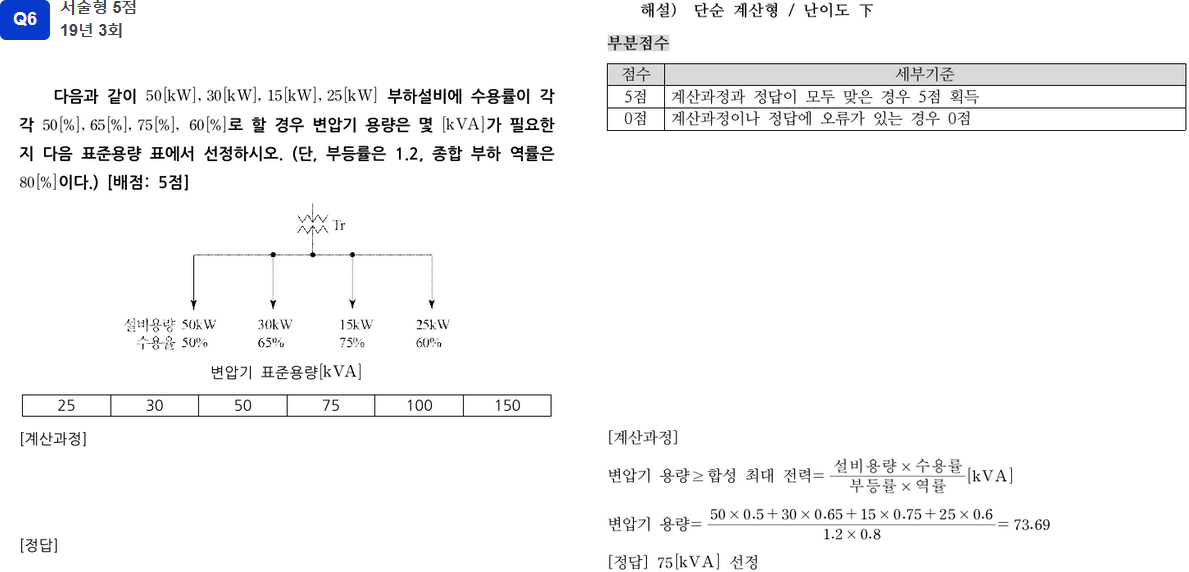 Q6
서술형 5점
19년 3회
다음과 같이 50[kW], 30[kW], 15[kW], 25[kW] 부하설비에 수용률이 각
각 50[%], 65[%], 75[%], 60[%]로 할 경우 변압기 용량은 몇 [kVA]가 필요한
지 다음 표준용량 표에서 선정하시오. (단, 부등률은 1.2, 종합 부하 역률은
80[%]이다.) [배점: 5점]
Tr
설비용량 50kW 30kW 15kW 25kW
수용율 50% 65% 75% 60%
변압기 표준용량[kVA]
25 30 50 75 100 150
[계산과정]
[정답]
해설) 단순 계산형 / 난이도 下
부분점수
점수 세부기준
5점 계산과정과 정답이 모두 맞은 경우 5점 획득
0점 계산과정이나 정답에 오류가 있는 경우 0점
[계산과정]
변압기 용량≥합성 최대 전력= 설비용량×수용률 / 부등률×역률 [kVA]
변압기 용량= 50×0.5+30×0.65+15×0.75+25×0.6 / 1.2×0.8 = 73.69
[정답] 75[kVA] 선정